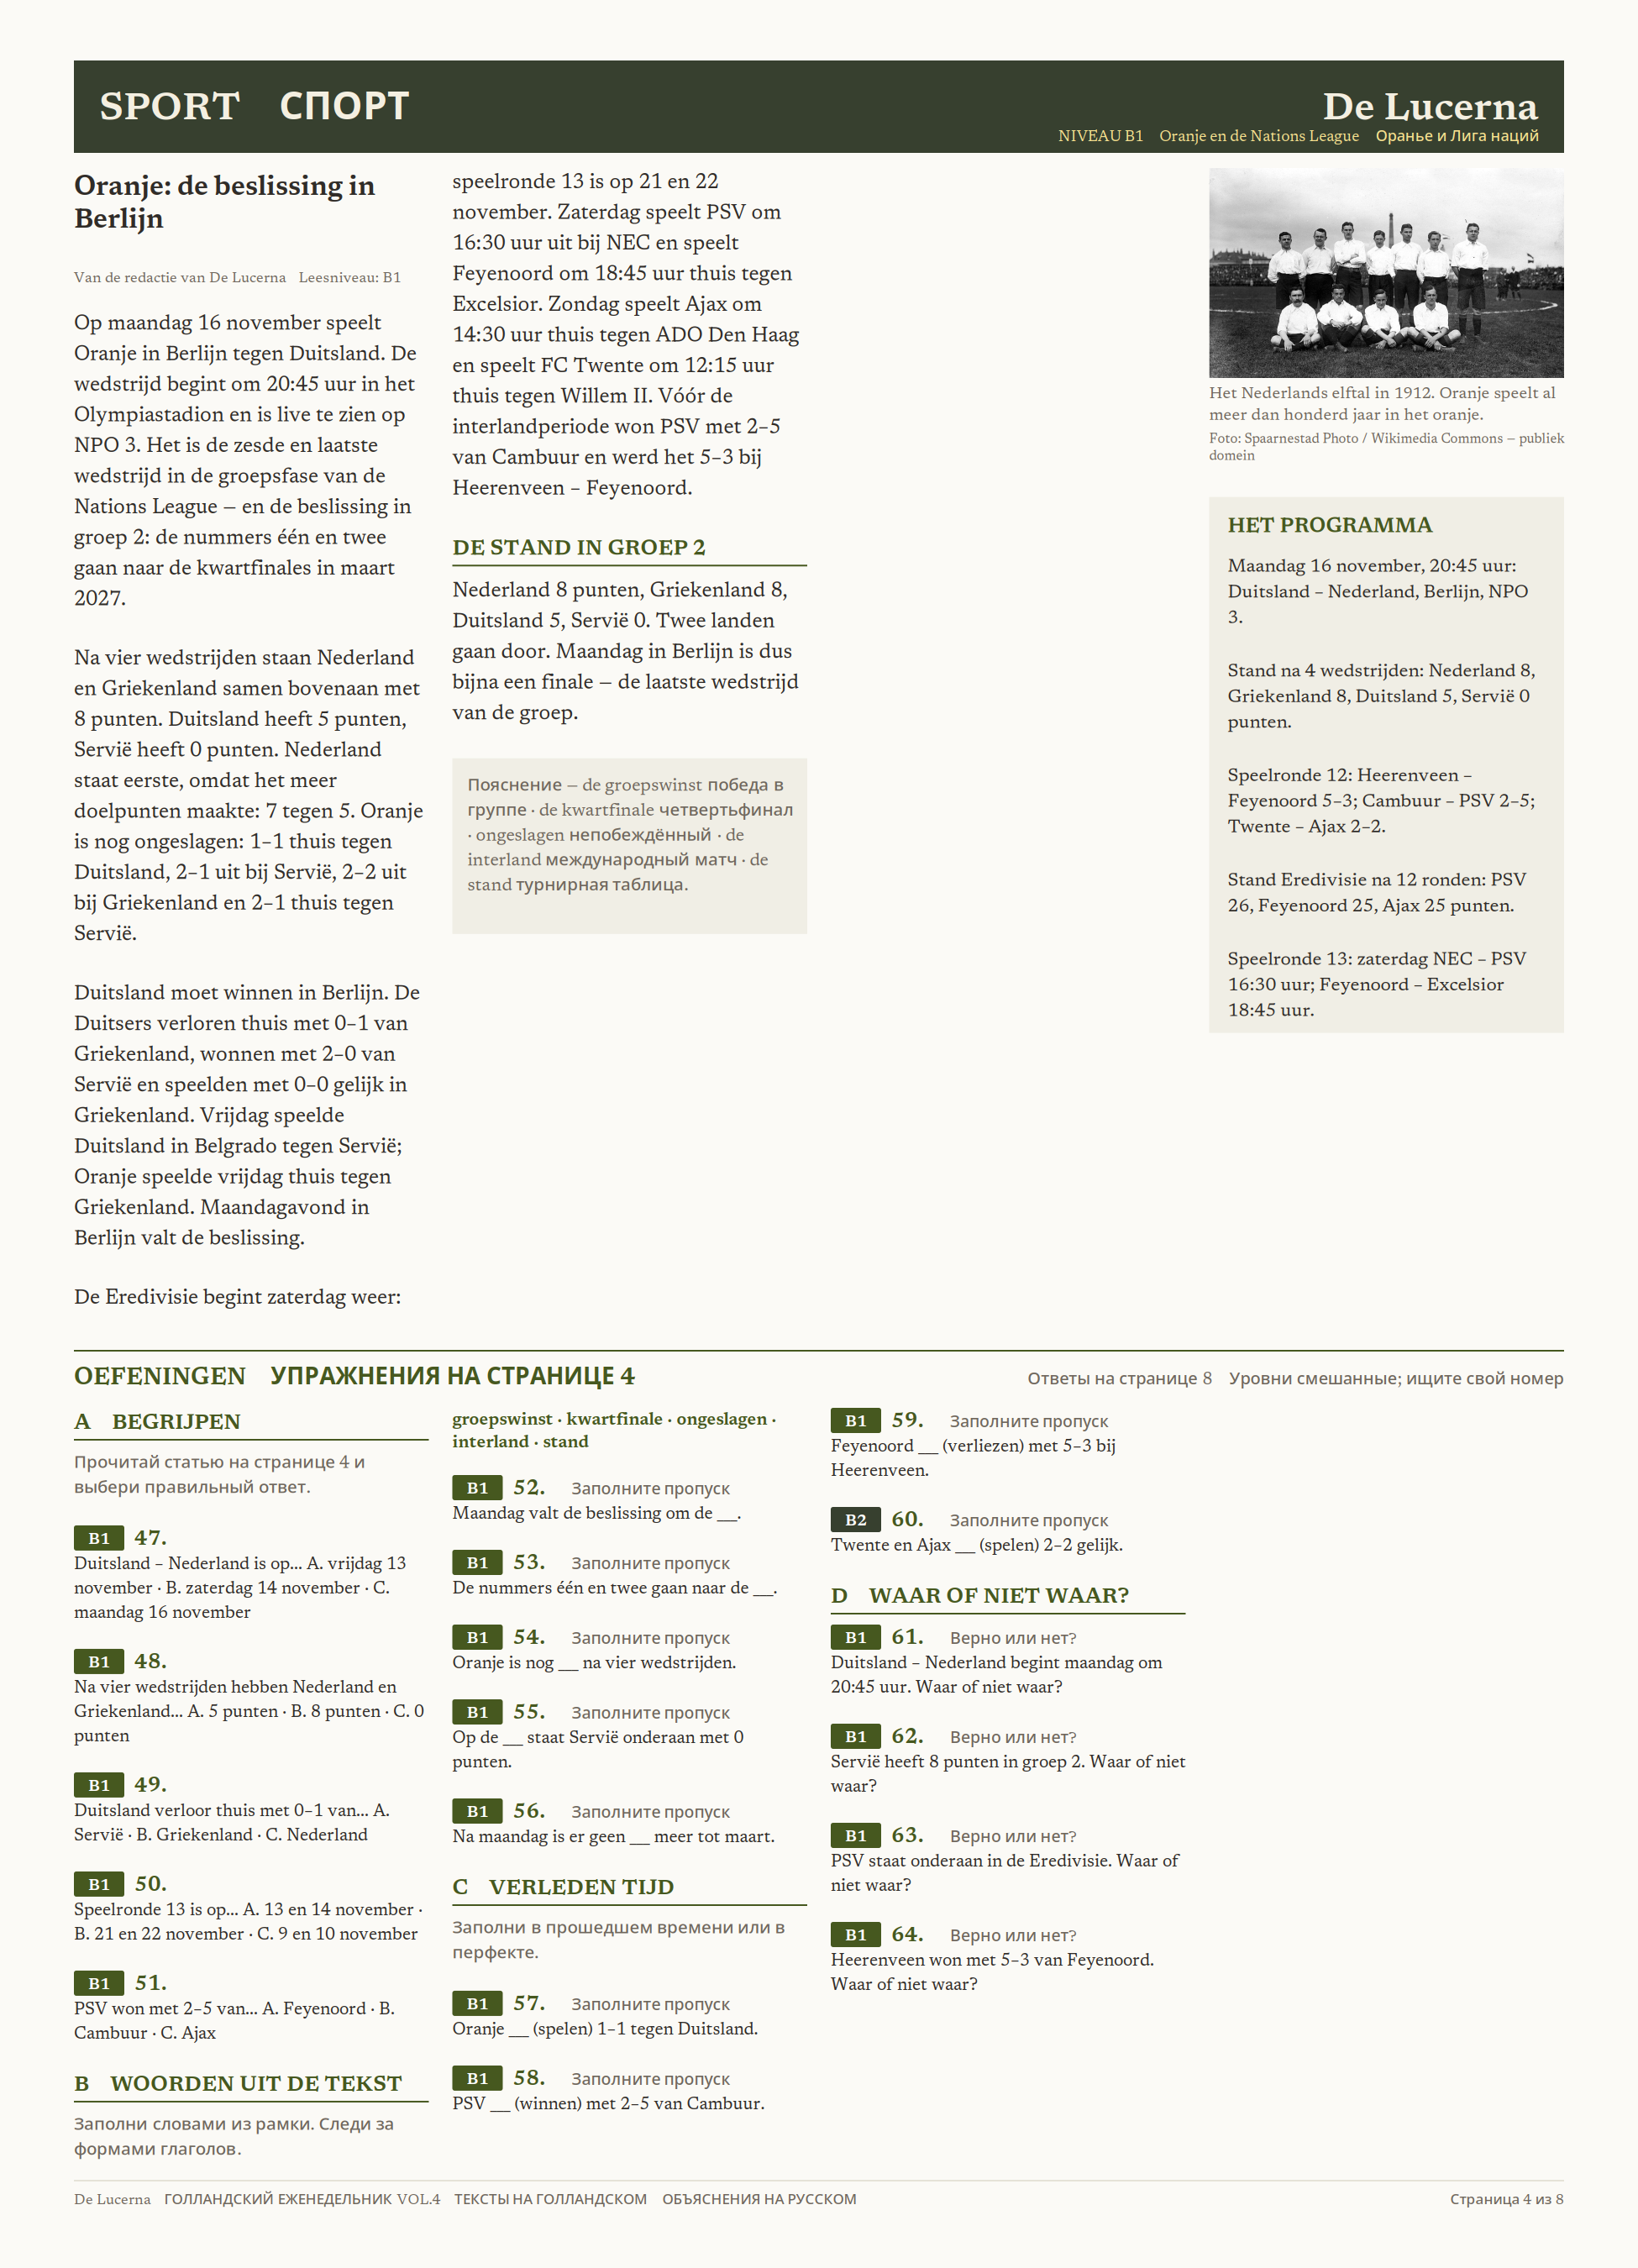 SPORT СПОРТ
De Lucerna
NIVEAU B1 Oranje en de Nations League Оранье и Лига наций
Oranje: de beslissing in
Berlijn
Van de redactie van De Lucerna Leesniveau: B1
Op maandag 16 november speelt
Oranje in Berlijn tegen Duitsland. De
wedstrijd begint om 20:45 uur in het
Olympiastadion en is live te zien op
NPO 3. Het is de zesde en laatste
wedstrijd in de groepsfase van de
Nations League – en de beslissing in
groep 2: de nummers één en twee
gaan naar de kwartfinales in maart
2027.
Na vier wedstrijden staan Nederland
en Griekenland samen bovenaan met
8 punten. Duitsland heeft 5 punten,
Servië heeft 0 punten. Nederland
staat eerste, omdat het meer
doelpunten maakte: 7 tegen 5. Oranje
is nog ongeslagen: 1–1 thuis tegen
Duitsland, 2–1 uit bij Servië, 2–2 uit
bij Griekenland en 2–1 thuis tegen
Servië.
Duitsland moet winnen in Berlijn. De
Duitsers verloren thuis met 0–1 van
Griekenland, wonnen met 2–0 van
Servië en speelden met 0–0 gelijk in
Griekenland. Vrijdag speelde
Duitsland in Belgrado tegen Servië;
Oranje speelde vrijdag thuis tegen
Griekenland. Maandagavond in
Berlijn valt de beslissing.
De Eredivisie begint zaterdag weer:
speelronde 13 is op 21 en 22
november. Zaterdag speelt PSV om
16:30 uur uit bij NEC en speelt
Feyenoord om 18:45 uur thuis tegen
Excelsior. Zondag speelt Ajax om
14:30 uur thuis tegen ADO Den Haag
en speelt FC Twente om 12:15 uur
thuis tegen Willem II. Vóór de
interlandperiode won PSV met 2–5
van Cambuur en werd het 5–3 bij
Heerenveen – Feyenoord.
DE STAND IN GROEP 2
Nederland 8 punten, Griekenland 8,
Duitsland 5, Servië 0. Twee landen
gaan door. Maandag in Berlijn is dus
bijna een finale – de laatste wedstrijd
van de groep.
Пояснение – de groepswinst победа в
группе · de kwartfinale четвертьфинал
· ongeslagen непобеждённый · de
interland международный матч · de
stand турнирная таблица.
Het Nederlands elftal in 1912. Oranje speelt al
meer dan honderd jaar in het oranje.
Foto: Spaarnestad Photo / Wikimedia Commons – publiek
domein
HET PROGRAMMA
Maandag 16 november, 20:45 uur:
Duitsland – Nederland, Berlijn, NPO
3.
Stand na 4 wedstrijden: Nederland 8,
Griekenland 8, Duitsland 5, Servië 0
punten.
Speelronde 12: Heerenveen –
Feyenoord 5–3; Cambuur – PSV 2–5;
Twente – Ajax 2–2.
Stand Eredivisie na 12 ronden: PSV
26, Feyenoord 25, Ajax 25 punten.
Speelronde 13: zaterdag NEC – PSV
16:30 uur; Feyenoord – Excelsior
18:45 uur.
OEFENINGEN УПРАЖНЕНИЯ НА СТРАНИЦЕ 4
Ответы на странице 8 Уровни смешанные; ищите свой номер
A BEGRIJPEN
Прочитай статью на странице 4 и
выбери правильный ответ.
B1 47.
Duitsland – Nederland is op... A. vrijdag 13
november · B. zaterdag 14 november · C.
maandag 16 november
B1 48.
Na vier wedstrijden hebben Nederland en
Griekenland... A. 5 punten · B. 8 punten · C. 0
punten
B1 49.
Duitsland verloor thuis met 0–1 van... A.
Servië · B. Griekenland · C. Nederland
B1 50.
Speelronde 13 is op... A. 13 en 14 november ·
B. 21 en 22 november · C. 9 en 10 november
B1 51.
PSV won met 2–5 van... A. Feyenoord · B.
Cambuur · C. Ajax
B WOORDEN UIT DE TEKST
Заполни словами из рамки. Следи за
формами глаголов.
groepswinst · kwartfinale · ongeslagen ·
interland · stand
B1 52. Заполните пропуск
Maandag valt de beslissing om de __.
B1 53. Заполните пропуск
De nummers één en twee gaan naar de __.
B1 54. Заполните пропуск
Oranje is nog __ na vier wedstrijden.
B1 55. Заполните пропуск
Op de __ staat Servië onderaan met 0
punten.
B1 56. Заполните пропуск
Na maandag is er geen __ meer tot maart.
C VERLEDEN TIJD
Заполни в прошедшем времени или в
перфекте.
B1 57. Заполните пропуск
Oranje __ (spelen) 1–1 tegen Duitsland.
B1 58. Заполните пропуск
PSV __ (winnen) met 2–5 van Cambuur.
B1 59. Заполните пропуск
Feyenoord __ (verliezen) met 5–3 bij
Heerenveen.
B2 60. Заполните пропуск
Twente en Ajax __ (spelen) 2–2 gelijk.
D WAAR OF NIET WAAR?
B1 61. Верно или нет?
Duitsland – Nederland begint maandag om
20:45 uur. Waar of niet waar?
B1 62. Верно или нет?
Servië heeft 8 punten in groep 2. Waar of niet
waar?
B1 63. Верно или нет?
PSV staat onderaan in de Eredivisie. Waar of
niet waar?
B1 64. Верно или нет?
Heerenveen won met 5–3 van Feyenoord.
Waar of niet waar?
De Lucerna ГОЛЛАНДСКИЙ ЕЖЕНЕДЕЛЬНИК VOL.4 ТЕКСТЫ НА ГОЛЛАНДСКОМ ОБЪЯСНЕНИЯ НА РУССКОМ
Страница 4 из 8